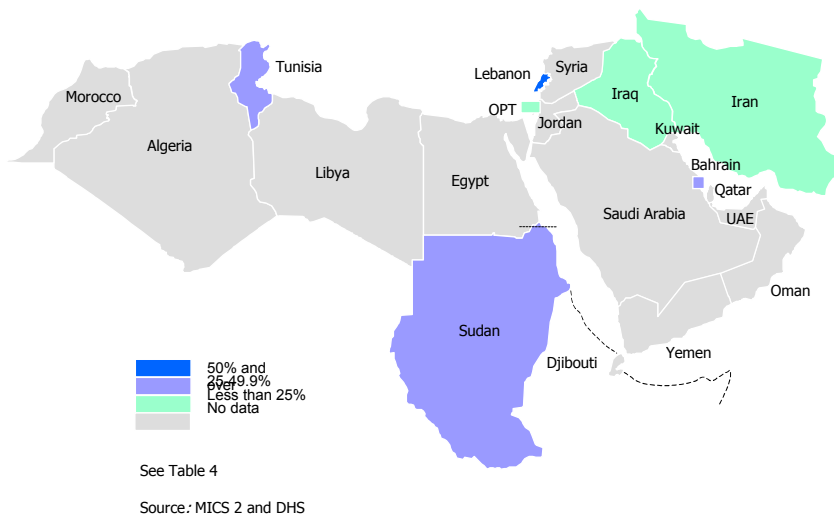 Tunisia
Lebanon
Syria
Morocco
Iraq
Iran
OPT
Jordan
Kuwait
Algeria
Libya
Egypt
Bahrain
Qatar
Saudi Arabia
UAE
Oman
Sudan
Djibouti
Yemen
50% and
over
25-49.9%
Less than 25%
No data
See Table 4
Source: MICS 2 and DHS